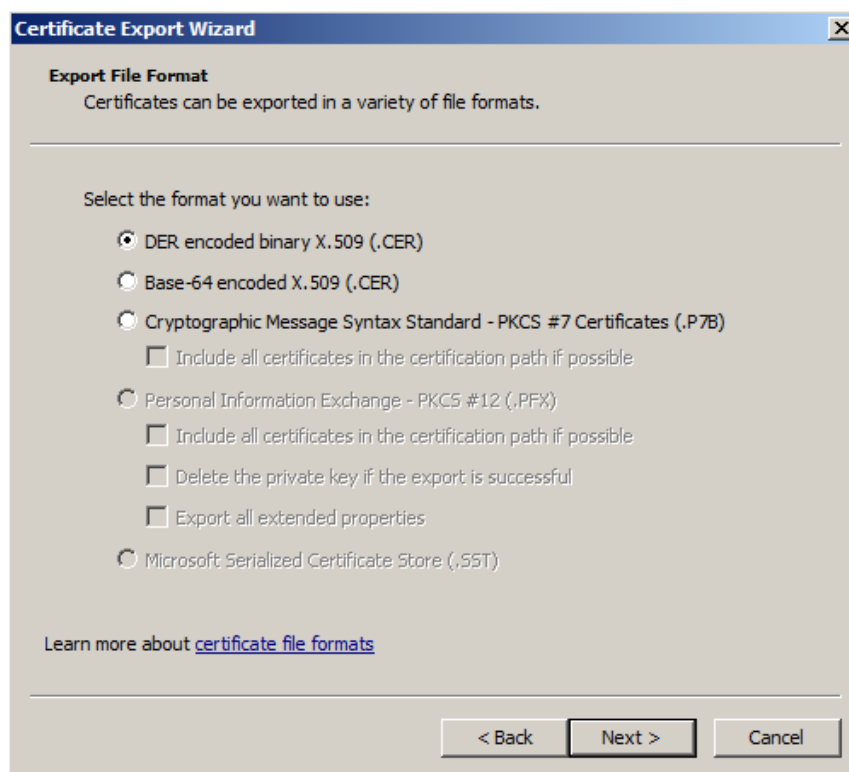 Certificate Export Wizard
Export File Format
Certificates can be exported in a variety of file formats.
Select the format you want to use:
DER encoded binary X.509 (.CER)
Base-64 encoded X.509 (.CER)
Cryptographic Message Syntax Standard - PKCS #7 Certificates (.P7B)
Include all certificates in the certification path if possible
Personal Information Exchange - PKCS #12 (.PFX)
Include all certificates in the certification path if possible
Delete the private key if the export is successful
Export all extended properties
Microsoft Serialized Certificate Store (.SST)
Learn more about certificate file formats
< Back Next > Cancel